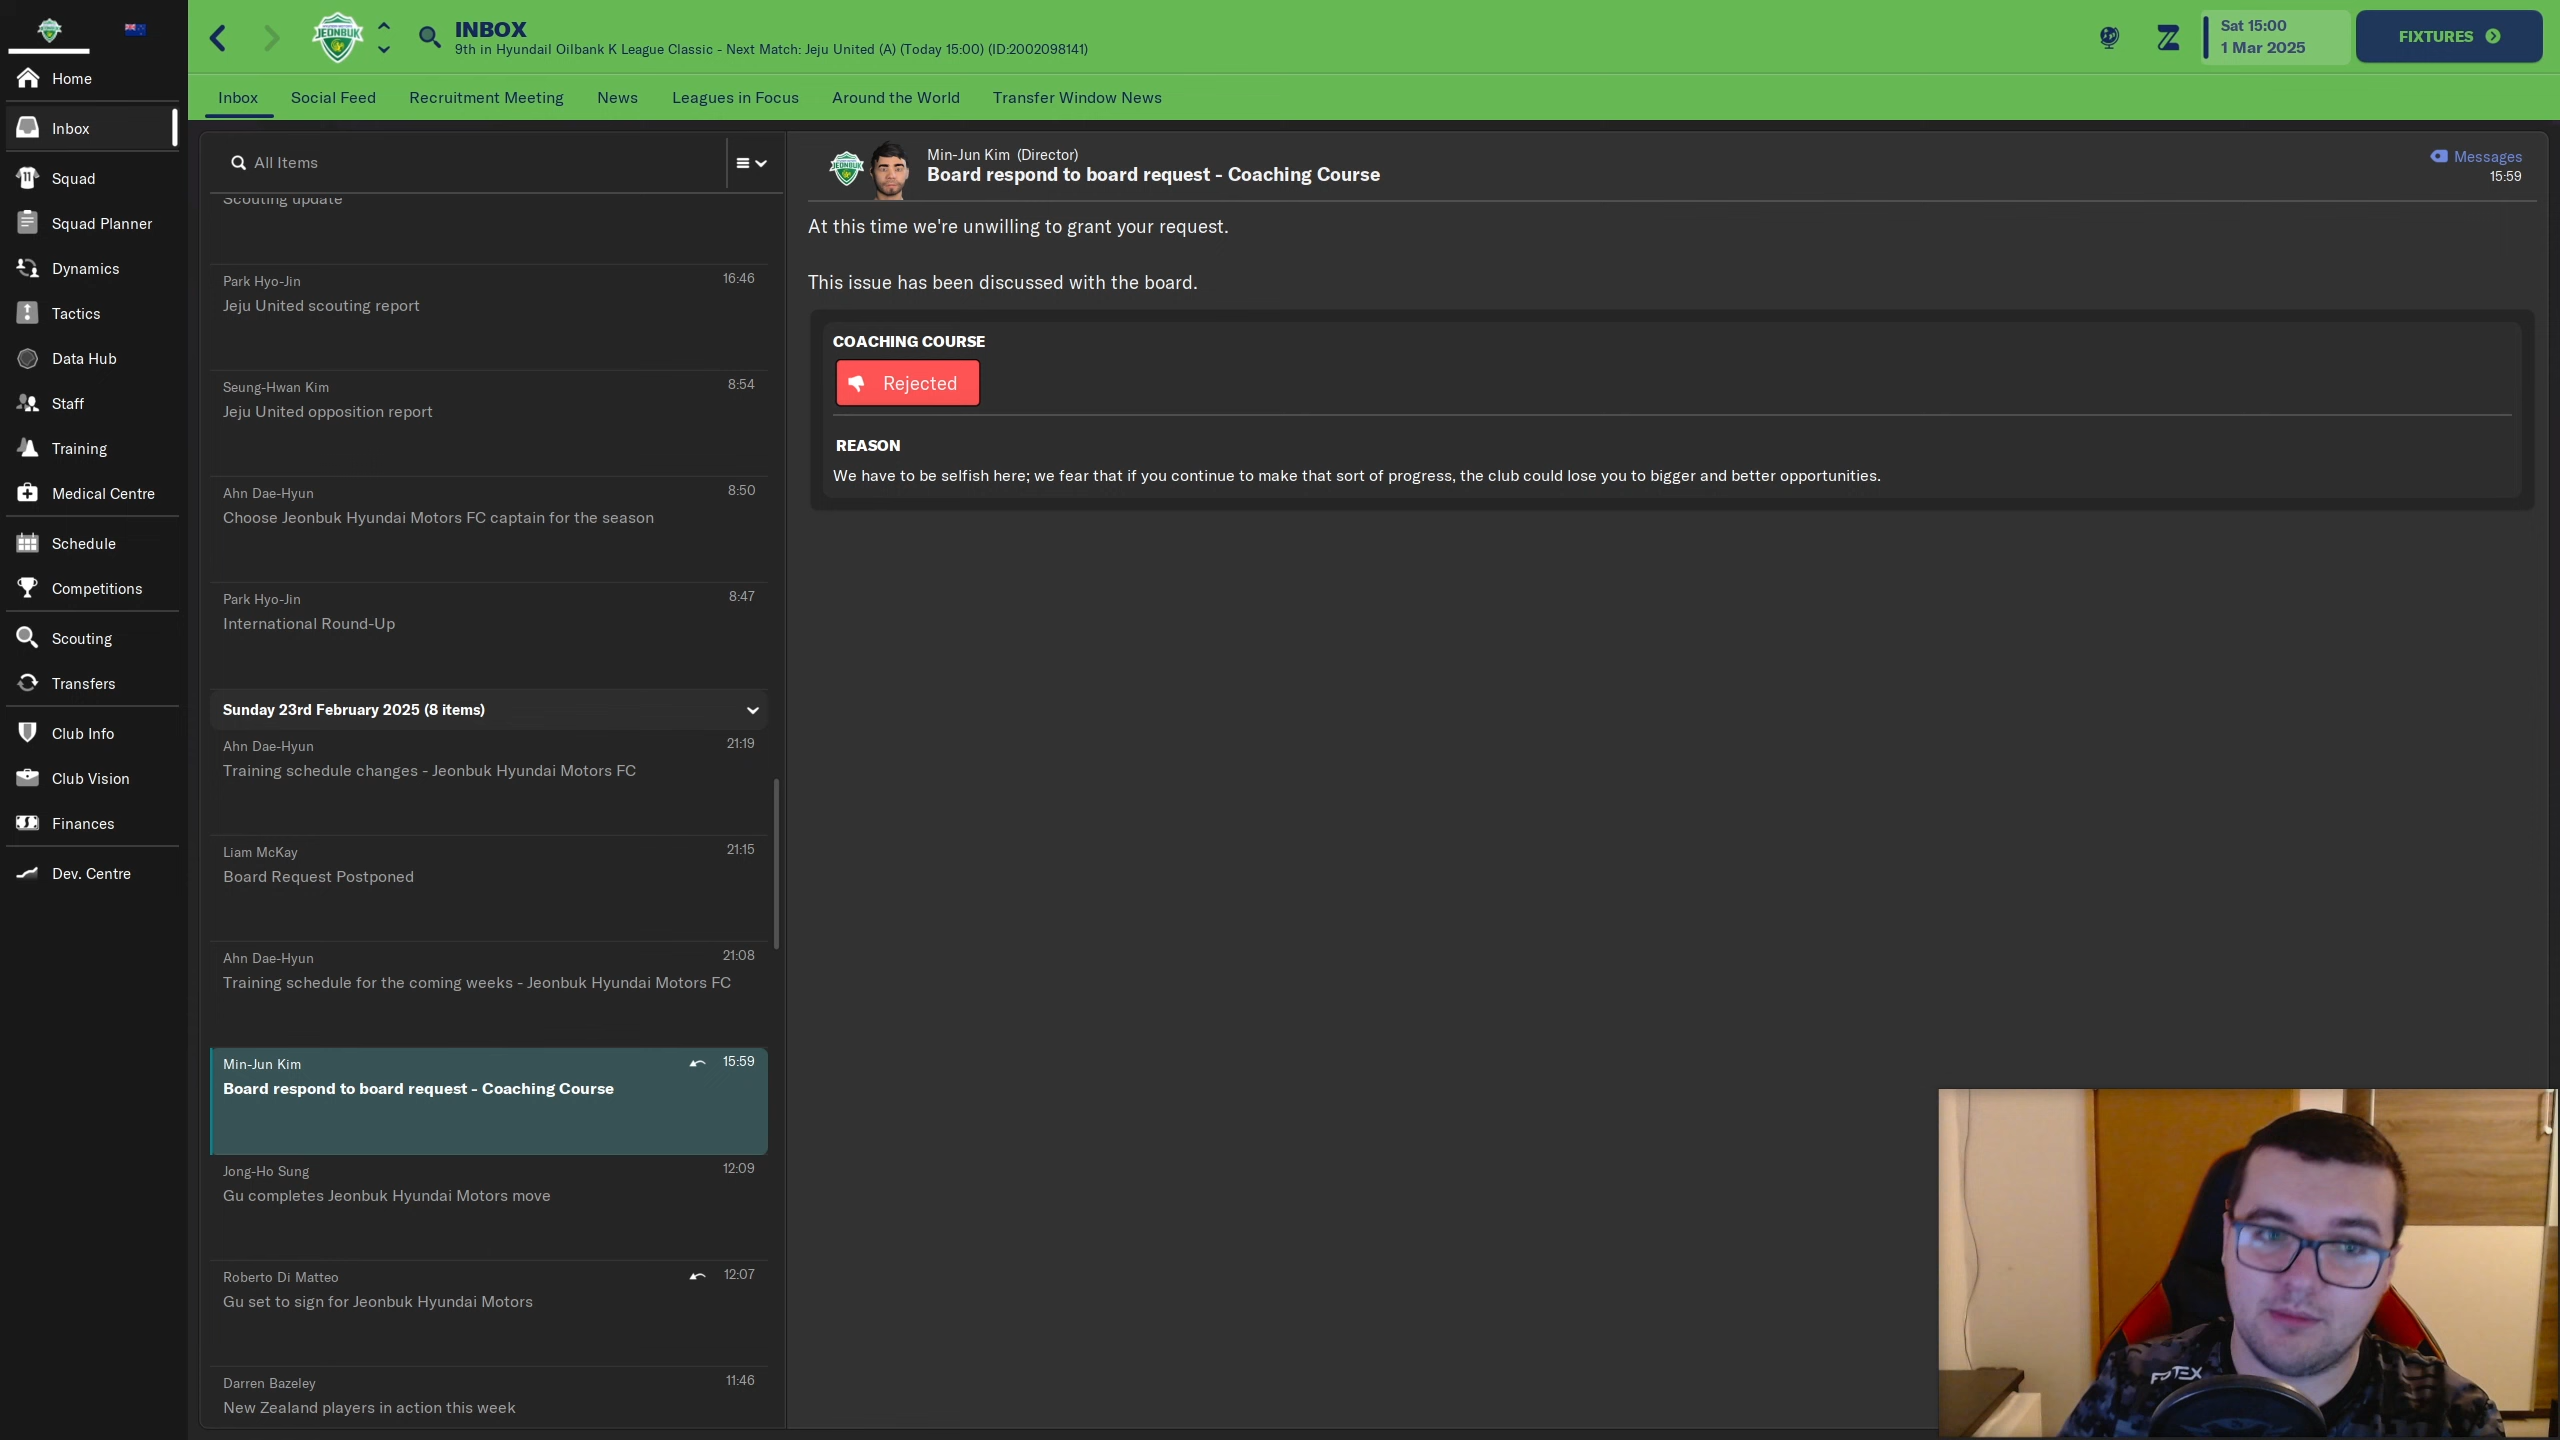 Home
Inbox
Squad
Squad Planner
Dynamics
Tactics
Data Hub
Staff
Training
Medical Centre
Schedule
Competitions
Scouting
Transfers
Club Info
Club Vision
Finances
Dev. Centre
JEONBUK
INBOX
9th in Hyundail Oilbank K League Classic - Next Match: Jeju United (A) (Today 15:00) (ID:2002098141)
Sat 15:00
1 Mar 2025
FIXTURES
Inbox Social Feed Recruitment Meeting News Leagues in Focus Around the World Transfer Window News
All Items
Scouting update
Park Hyo-Jin 16:46
Jeju United scouting report
Seung-Hwan Kim 8:54
Jeju United opposition report
Ahn Dae-Hyun 8:50
Choose Jeonbuk Hyundai Motors FC captain for the season
Park Hyo-Jin 8:47
International Round-Up
Sunday 23rd February 2025 (8 items)
Ahn Dae-Hyun 21:19
Training schedule changes - Jeonbuk Hyundai Motors FC
Liam McKay 21:15
Board Request Postponed
Ahn Dae-Hyun 21:08
Training schedule for the coming weeks - Jeonbuk Hyundai Motors FC
Min-Jun Kim 15:59
Board respond to board request - Coaching Course
Jong-Ho Sung 12:09
Gu completes Jeonbuk Hyundai Motors move
Roberto Di Matteo 12:07
Gu set to sign for Jeonbuk Hyundai Motors
Darren Bazeley 11:46
New Zealand players in action this week
Min-Jun Kim (Director)
Board respond to board request - Coaching Course
Messages
15:59
At this time we're unwilling to grant your request.
This issue has been discussed with the board.
COACHING COURSE
Rejected
REASON
We have to be selfish here; we fear that if you continue to make that sort of progress, the club could lose you to bigger and better opportunities.